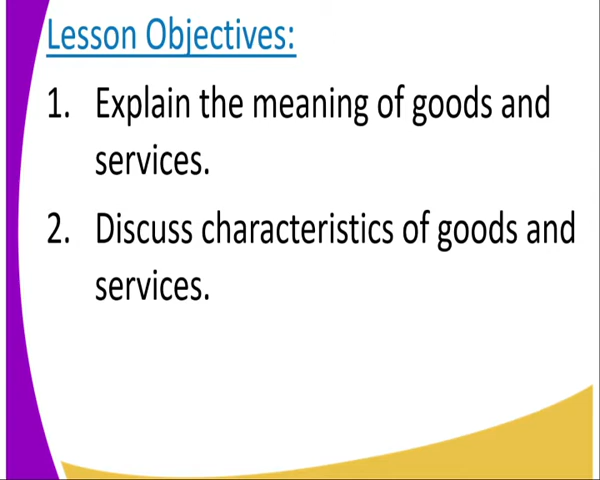 Lesson Objectives:
1. Explain the meaning of goods and
services.
2. Discuss characteristics of goods and
services.